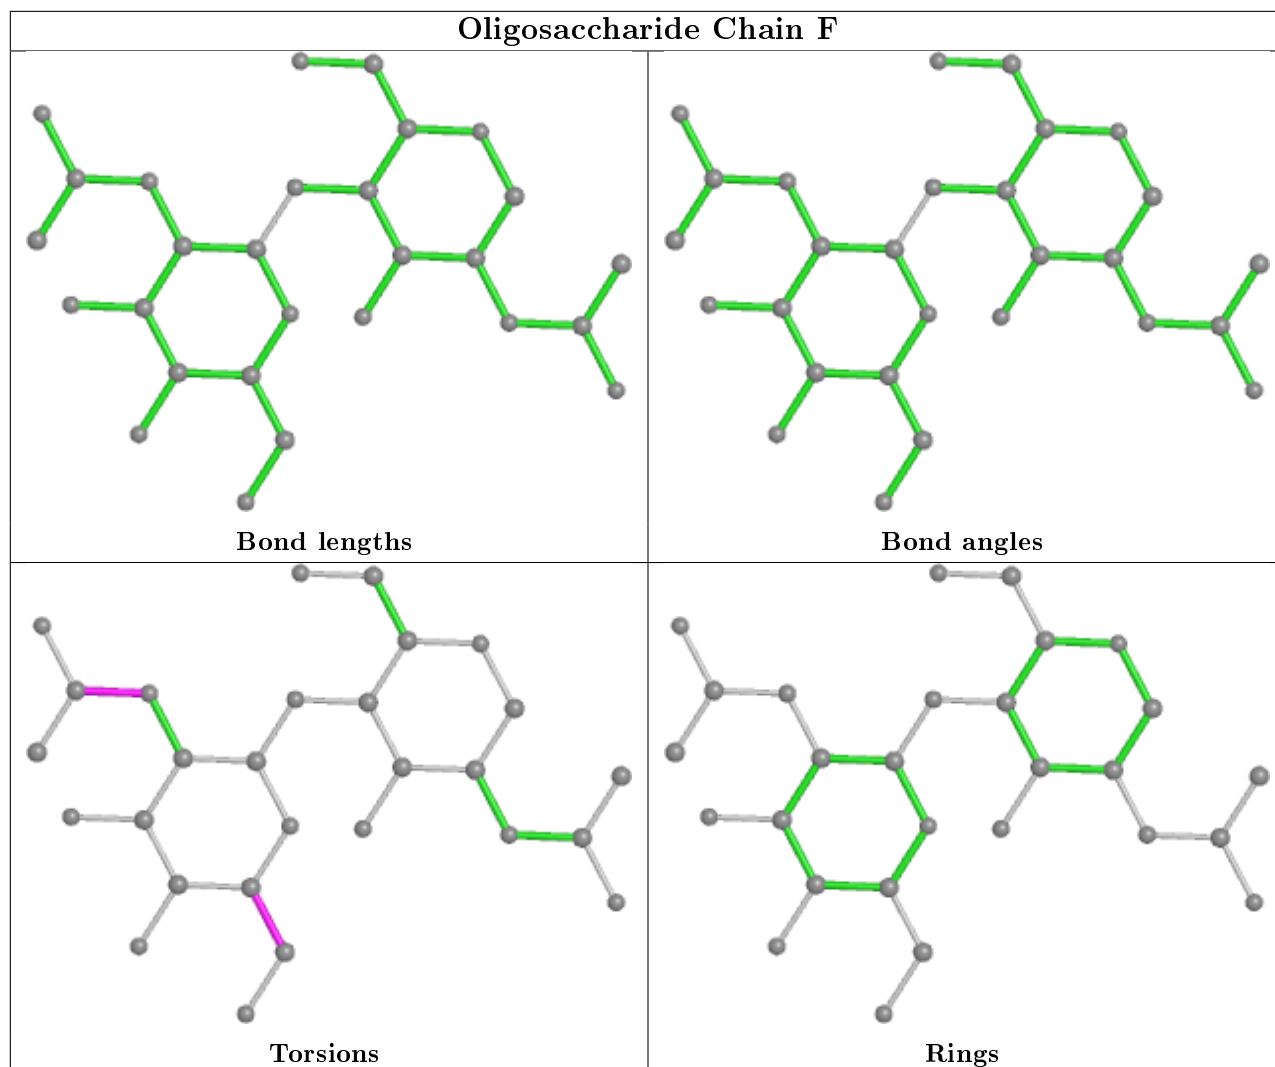 Oligosaccharide Chain F
Bond lengths
Bond angles
Torsions
Rings